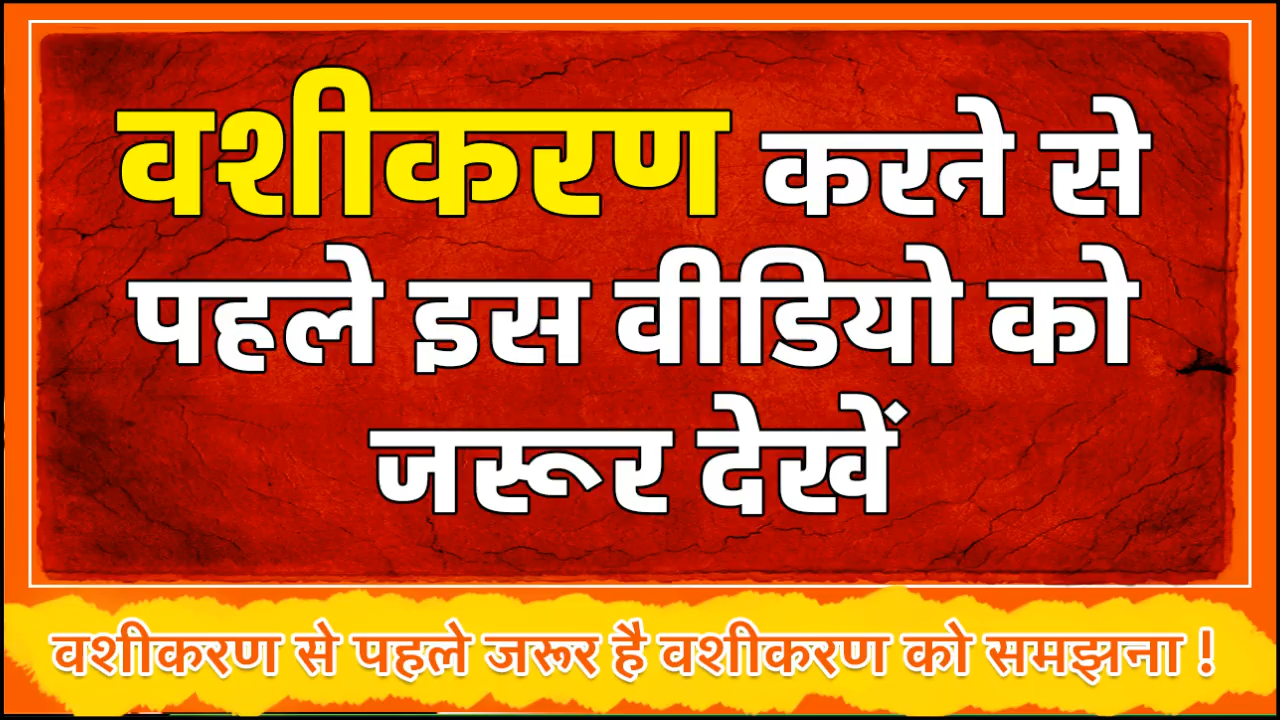 वशीकरण करने से
पहले इस वीडियो को
जरूर देखें
वशीकरण से पहले जरूर है वशीकरण को समझना !